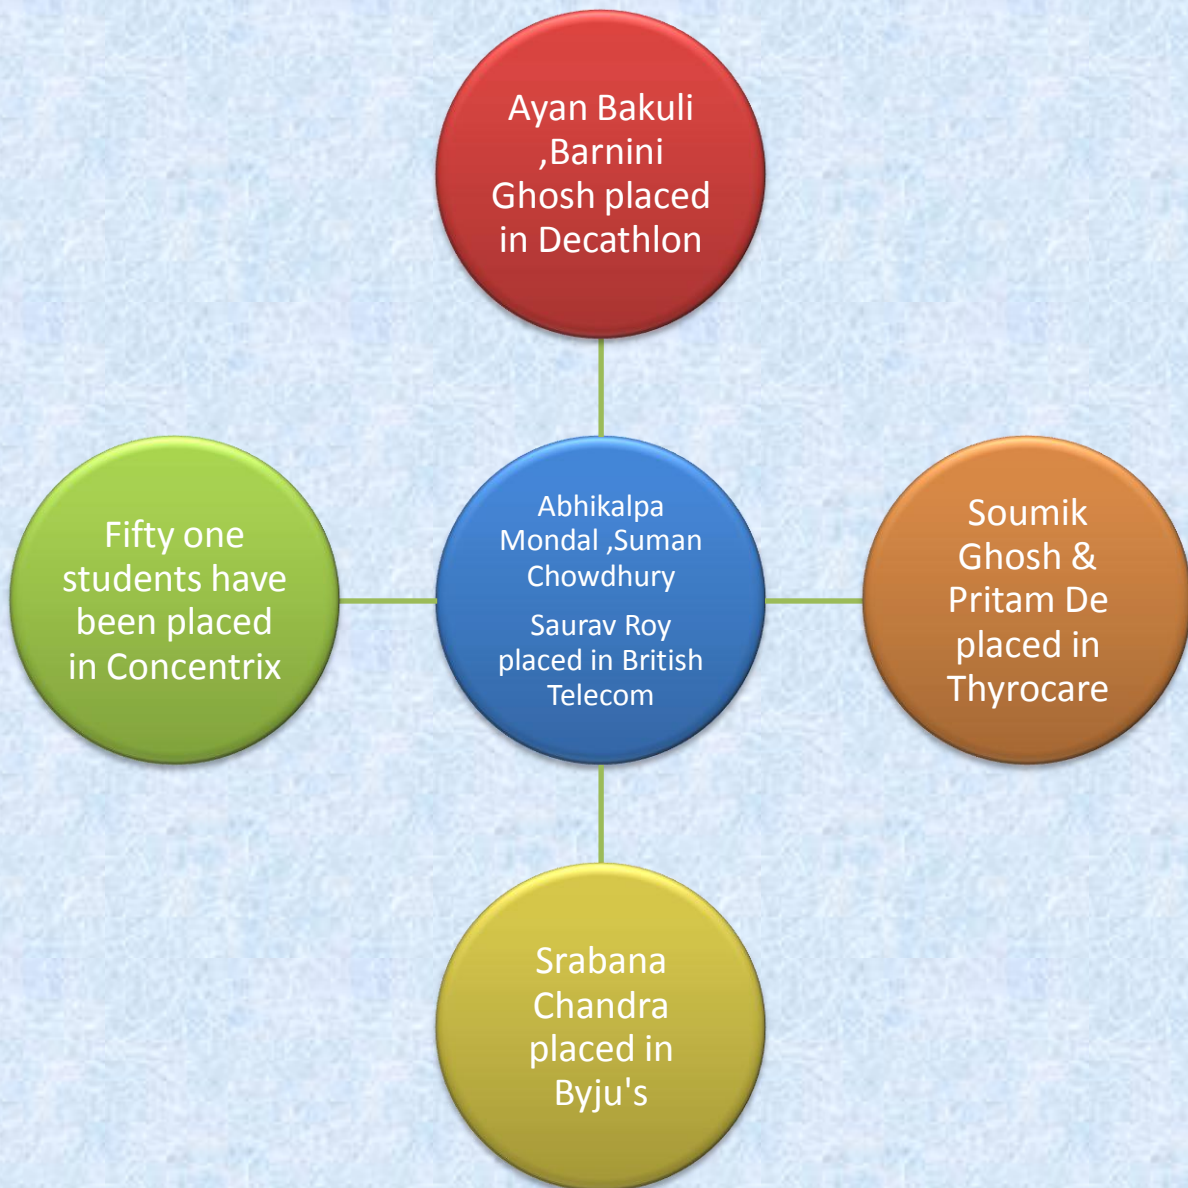 Ayan Bakuli
,Barnini
Ghosh placed
in Decathlon
Fifty one
students have
been placed
in Concentrix
Abhikalpa
Mondal ,Suman
Chowdhury
Saurav Roy
placed in British
Telecom
Soumik
Ghosh &
Pritam De
placed in
Thyrocare
Srabana
Chandra
placed in
Byju's